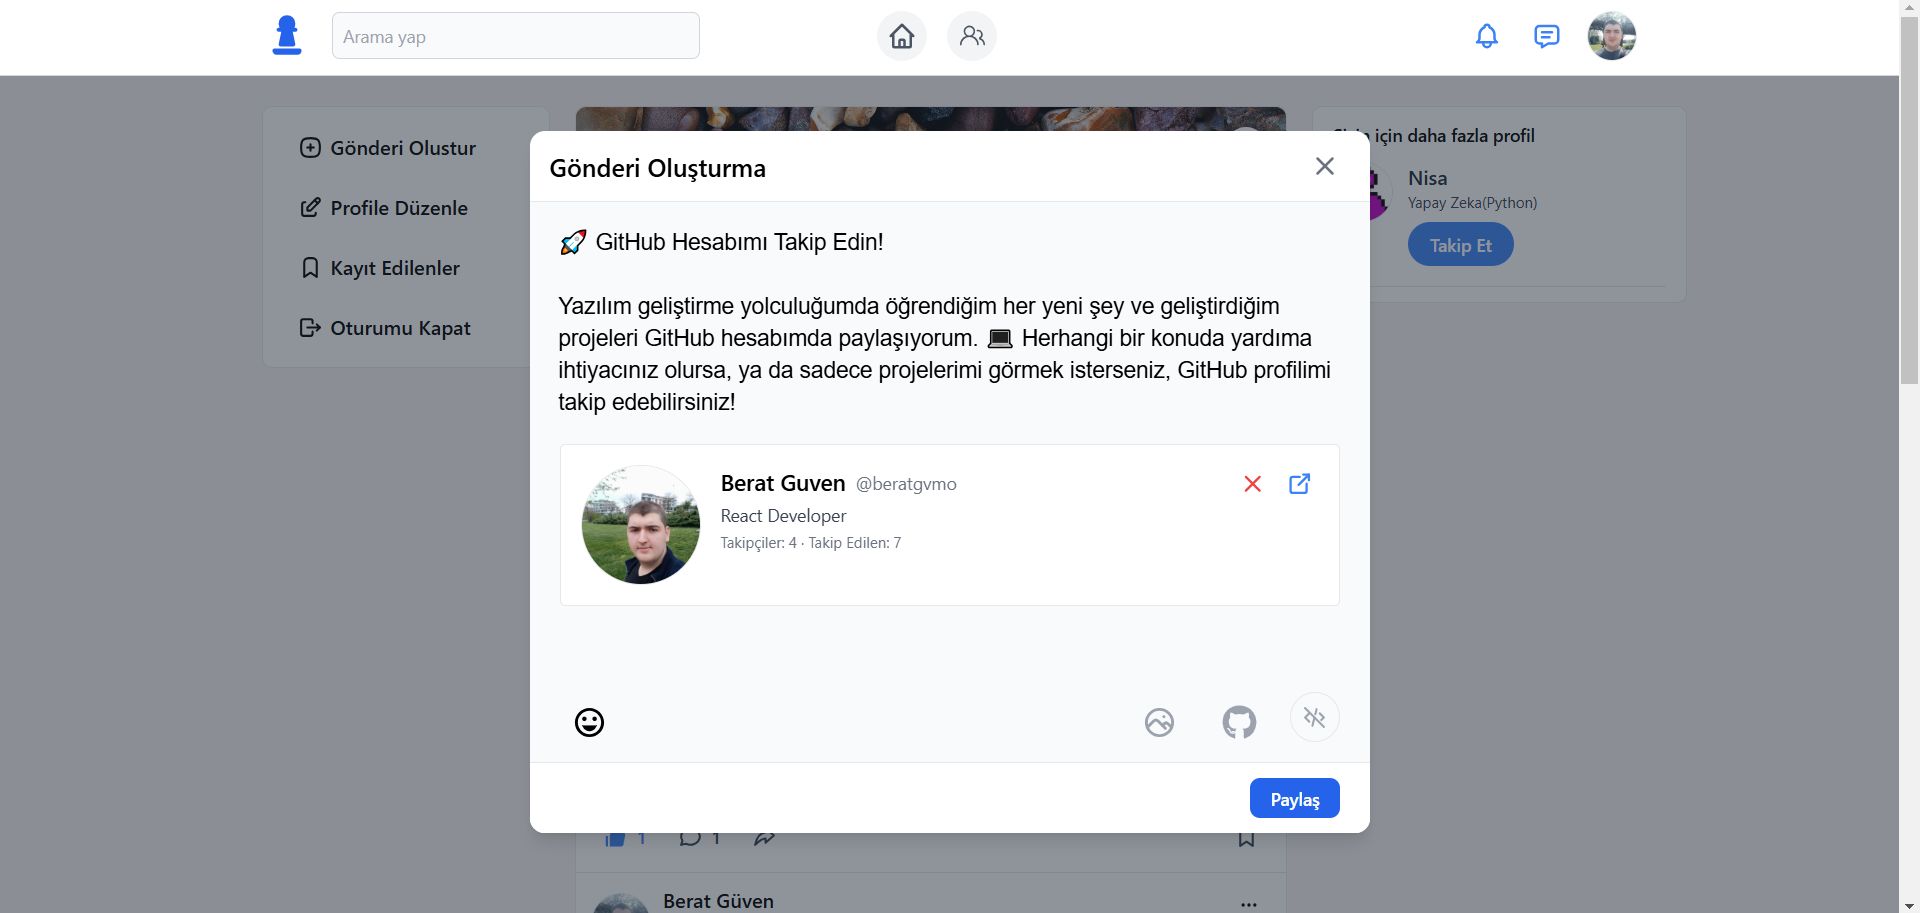 Arama yap
Gönderi Oluştur
Profile Düzenle
Kayıt Edilenler
Oturumu Kapat
Gönderi Oluşturma
🚀 GitHub Hesabımı Takip Edin!
Yazılım geliştirme yolculuğumda öğrendiğim her yeni şey ve geliştirdiğim
projeleri GitHub hesabımda paylaşıyorum. 💻 Herhangi bir konuda yardıma
ihtiyacınız olursa, ya da sadece projelerimi görmek isterseniz, GitHub profilimi
takip edebilirsiniz!
Berat Guven @beratgvmo
React Developer
Takipçiler: 4 · Takip Edilen: 7
Paylaş
için daha fazla profil
Nisa
Yapay Zeka(Python)
Takip Et
1 1
Berat Güven